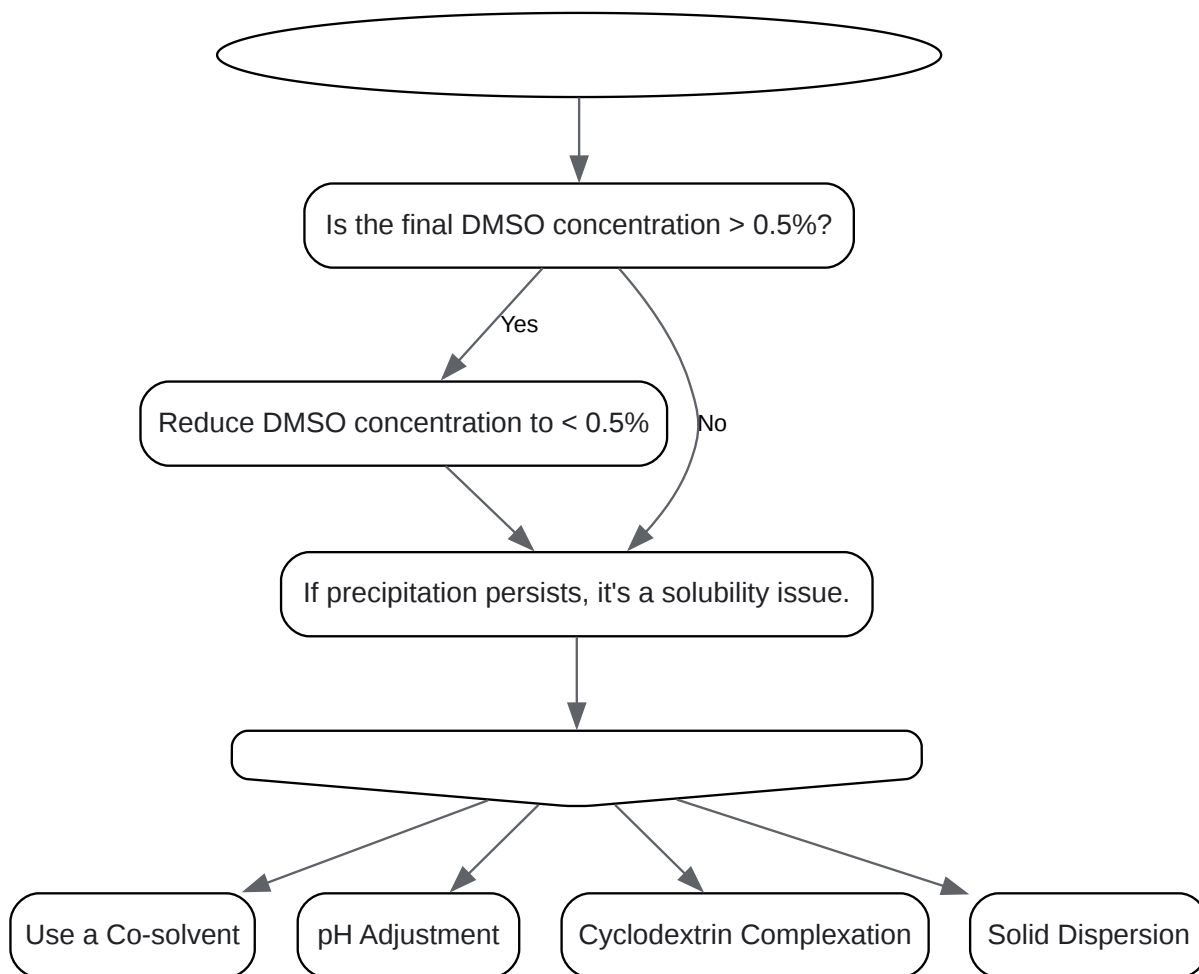 Is the final DMSO concentration > 0.5%?
Yes
Reduce DMSO concentration to < 0.5%
No
If precipitation persists, it's a solubility issue.
Use a Co-solvent
pH Adjustment
Cyclodextrin Complexation
Solid Dispersion